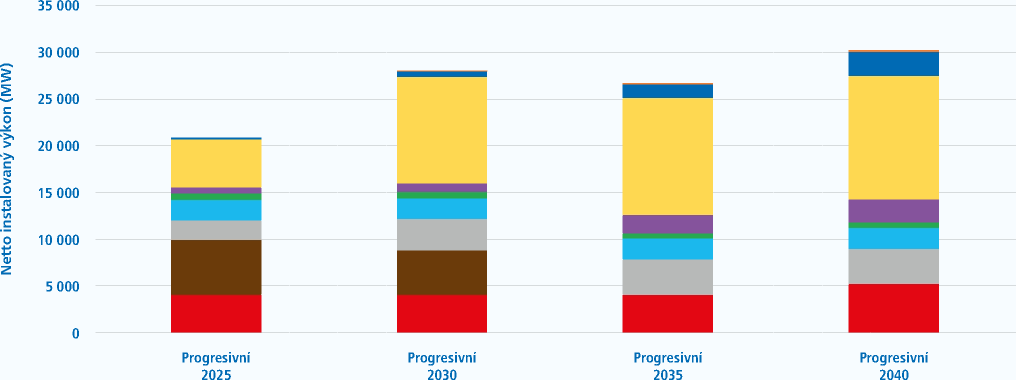 Netto instalovaný výkon (MW)
35 000
30 000
25 000
20 000
15 000
10 000
5 000
0
Progresivní
2025
Progresivní
2030
Progresivní
2035
Progresivní
2040